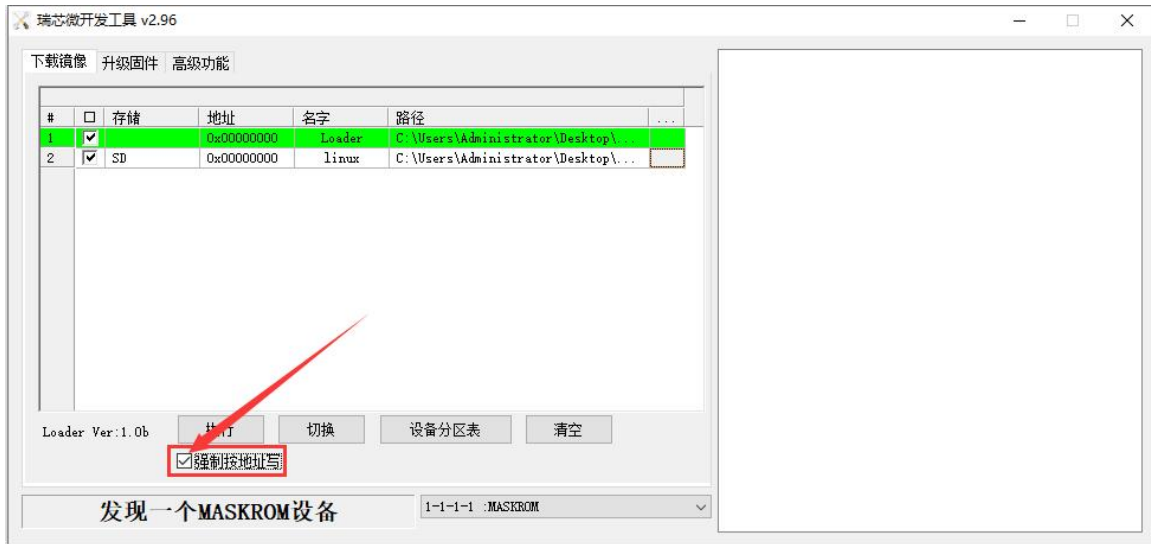 瑞芯微开发工具 v2.96
下载镜像 升级固件 高级功能
# 存储 地址 名字 路径 ...
1 0x00000000 Loader C:\Users\Administrator\Desktop\...
2 SD 0x00000000 linux C:\Users\Administrator\Desktop\...
Loader Ver:1.0b 切换 设备分区表 清空
强制按地址写
发现一个MASKROM设备 1-1-1-1 :MASKROM